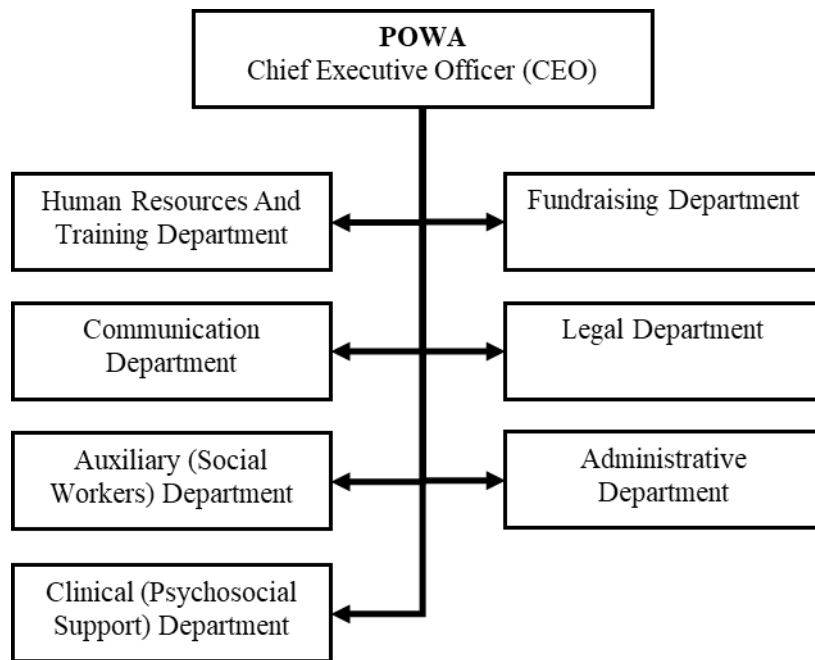 POWA
Chief Executive Officer (CEO)
Human Resources And
Training Department
Fundraising Department
Communication
Department
Legal Department
Auxiliary (Social
Workers) Department
Administrative
Department
Clinical (Psychosocial
Support) Department